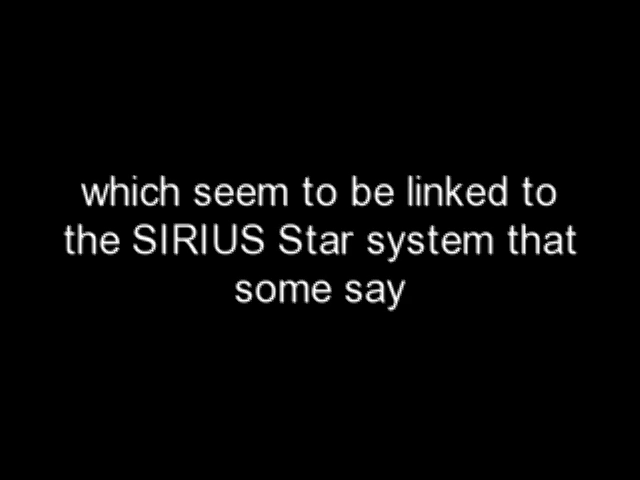 which seem to be linked to
the SIRIUS Star system that
some say